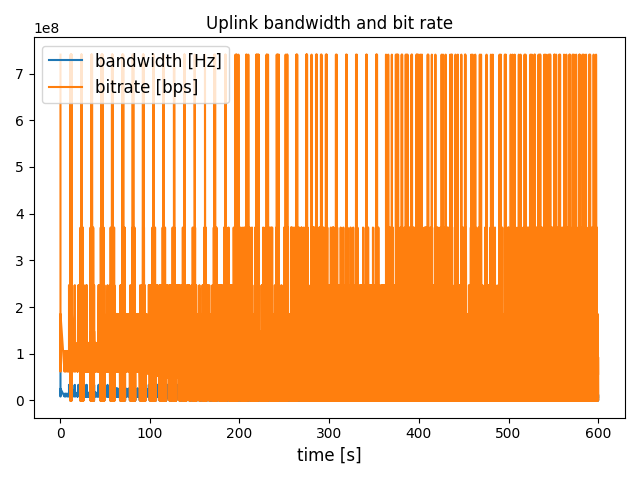 Uplink bandwidth and bit rate
1e8
bandwidth [Hz]
bitrate [bps]
7
6
5
4
3
2
1
0
0 100 200 300 400 500 600
time [s]